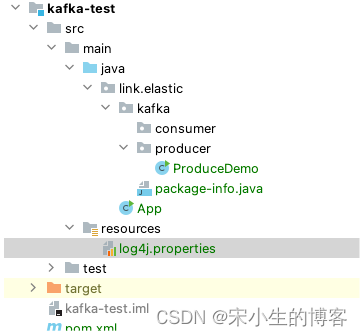 kafka-test
src
main
java
link.elastic
kafka
consumer
producer
ProduceDemo
package-info.java
App
resources
log4j.properties
test
target
kafka-test.iml
pom.xml
CSDN @宋小生的博客